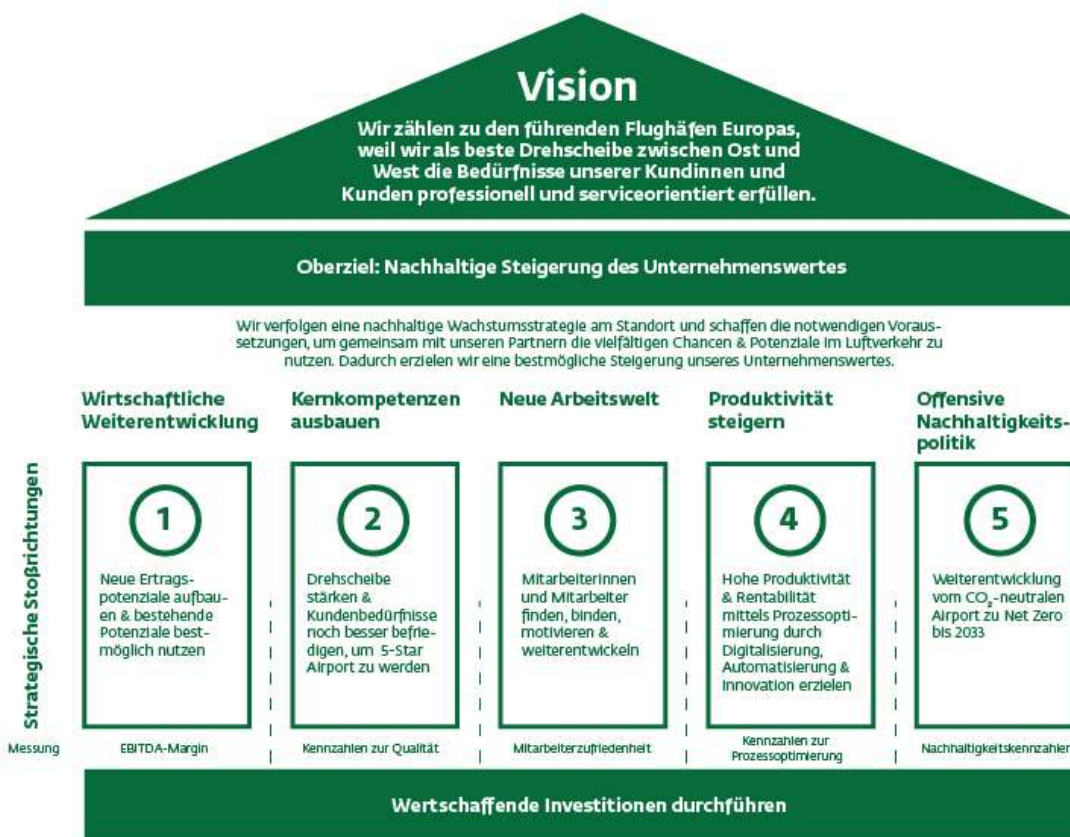 Vision
Wir zählen zu den führenden Flughäfen Europas,
weil wir als beste Drehscheibe zwischen Ost und
West die Bedürfnisse unserer Kundinnen und
Kunden professionell und serviceorientiert erfüllen.
Oberziel: Nachhaltige Steigerung des Unternehmenswertes
Wir verfolgen eine nachhaltige Wachstumsstrategie am Standort und schaffen die notwendigen Voraus-
setzungen, um gemeinsam mit unseren Partnern die vielfältigen Chancen & Potenziale im Luftverkehr zu
nutzen. Dadurch erzielen wir eine bestmögliche Steigerung unseres Unternehmenswertes.
Strategische Stoßrichtungen
Wirtschaftliche
Weiterentwicklung
1
Neue Ertrags-
potenziale aufbau-
en & bestehende
Potenziale best-
möglich nutzen
Kernkompetenzen
ausbauen
2
Drehscheibe
stärken &
Kundenbedürfnisse
noch besser befrie-
digen, um 5-Star
Airport zu werden
Neue Arbeitswelt
3
Mitarbeiterinnen
und Mitarbeiter
finden, binden,
motivieren &
weiterentwickeln
Produktivität
steigern
4
Hohe Produktivität
& Rentabilität
mittels Prozessopti-
mierung durch
Digitalisierung,
Automatisierung &
Innovation erzielen
Offensive
Nachhaltigkeits-
politik
5
Weiterentwicklung
vom CO₂-neutralen
Airport zu Net Zero
bis 2033
Messung
EBITDA-Margin
Kennzahlen zur Qualität
Mitarbeiterzufriedenheit
Kennzahlen zur
Prozessoptimierung
Nachhaltigkeitskennzahlen
Wertschaffende Investitionen durchführen